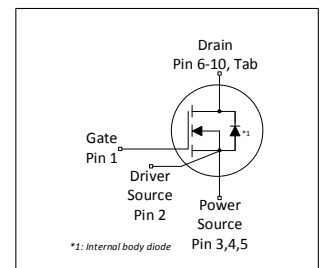 Drain
Pin 6-10, Tab
*1
Gate
Pin 1
Driver
Source
Pin 2
Power
Source
Pin 3,4,5
*1: Internal body diode